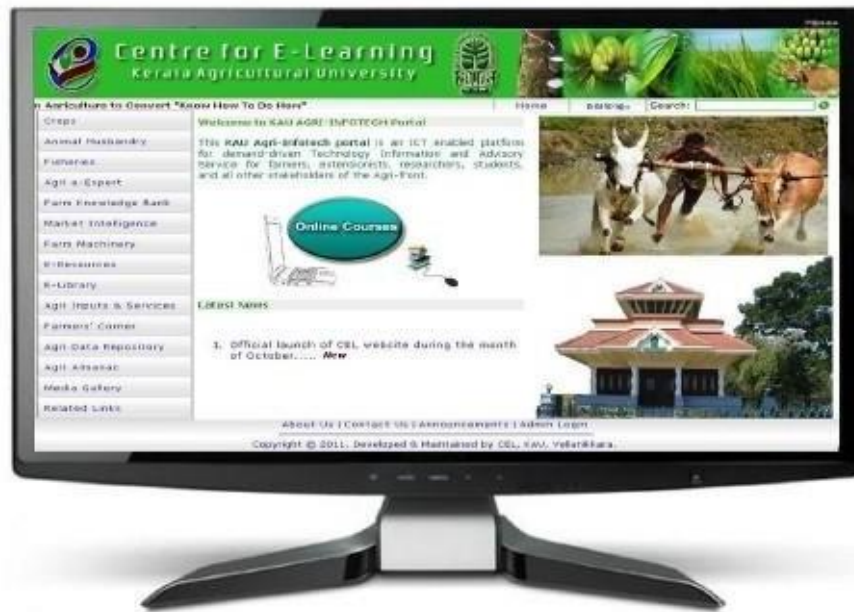 Centre for E-Learning
Kerala Agricultural University
n Agriculture to Convert "Know How To Do How"
Home
Search:
Crops
Animal Husbandry
Fisheries
Agri e-Expert
Farm Knowledge Bank
Market Intelligence
Farm Machinery
E-Resources
E-Library
Agri Inputs & Services
Farmers' Corner
Agri Data Repository
Agri Almanac
Media Gallery
Related Links
Welcome to KAU AGRI-INFOTECH Portal
This KAU Agri-Infotech portal is an ICT enabled platform
for demand-driven Technology Information and Advisory
Service for farmers, extensionists, researchers, students,
and all other stakeholders of the Agri-front.
Online Courses
Latest News
1. Official launch of CEL website during the month
of October...... New
About Us | Contact Us | Announcements | Admin Login
Copyright © 2011. Developed & Maintained by CEL, KAU, Vellanikkara.